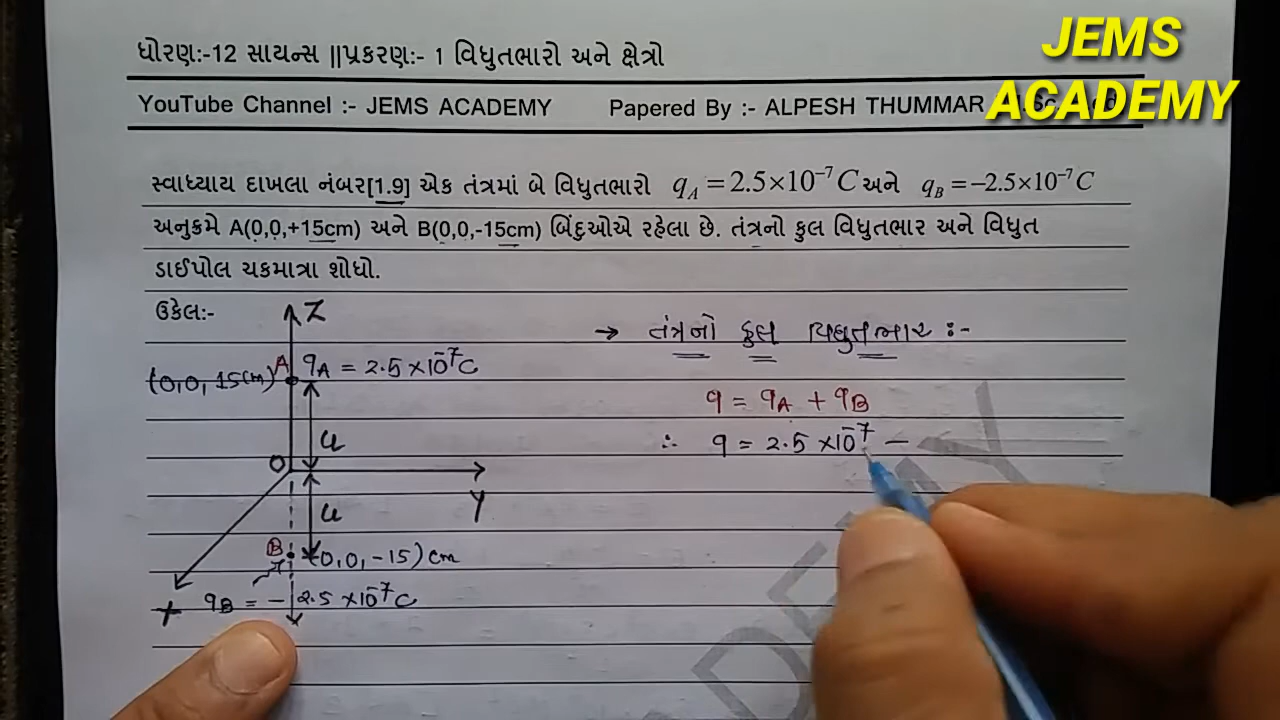 JEMS
ACADEMY
ધોરણ:-12 સાયન્સ ||પ્રકરણ:- 1 વિધુતભારો અને ક્ષેત્રો
YouTube Channel :- JEMS ACADEMY Papered By :- ALPESH THUMMAR
સ્વાધ્યાય દાખલા નંબર[1.9] એક તંત્રમાં બે વિધુતભારો q_A = 2.5×10⁻⁷ C અને q_B = −2.5×10⁻⁷ C
અનુક્રમે A(0,0,+15cm) અને B(0,0,-15cm) બિંદુઓએ રહેલા છે. તંત્રનો કુલ વિધુતભાર અને વિધુત
ડાઈપોલ ચકમાત્રા શોધો.
ઉકેલ:-
Z
A q_A = 2.5 ×10⁻⁷ C
(0,0, 15cm)
a
O
Y
a
B (0,0,-15) cm
X q_B = - 2.5 ×10⁻⁷ C
→ તંત્રનો કુલ વિધુતભાર :-
q = q_A + q_B
∴ q = 2.5 ×10⁻⁷ −
DEMY